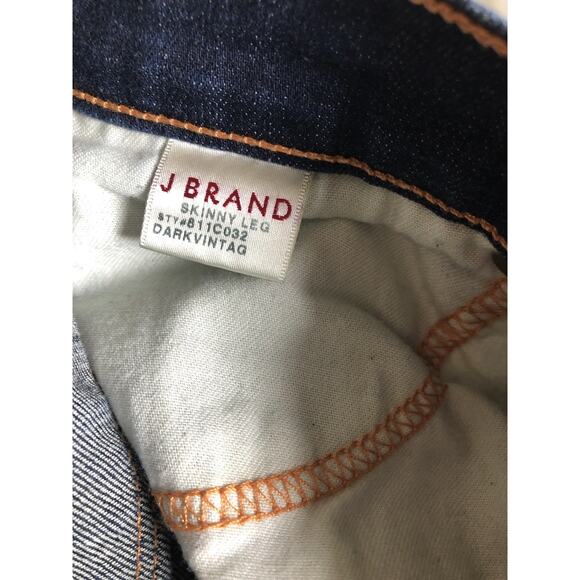 J BRAND
SKINNY LEG
STY#811C032
DARKVINTAG